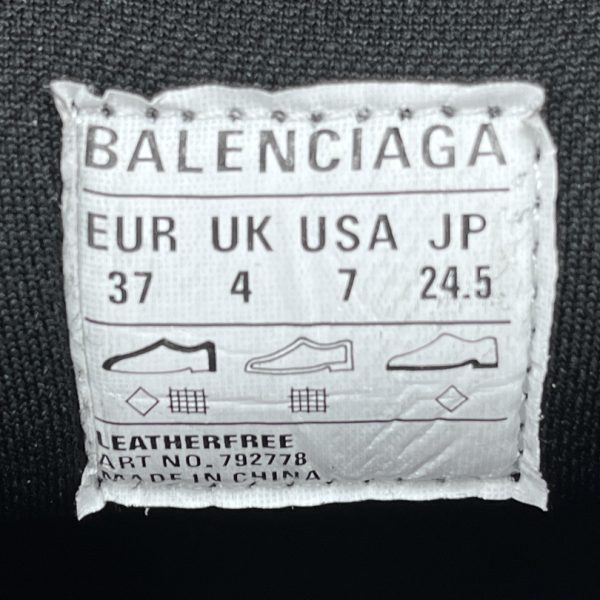 BALENCIAGA
EUR UK USA JP
37 4 7 24.5
LEATHERFREE
ART NO. 792778
MADE IN CHINA